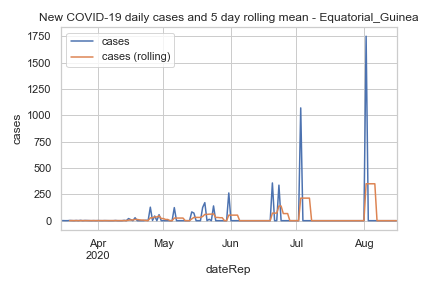 New COVID-19 daily cases and 5 day rolling mean - Equatorial_Guinea
cases
cases (rolling)
1750
1500
1250
1000
750
500
250
0
cases
Apr
2020
May
Jun
Jul
Aug
dateRep